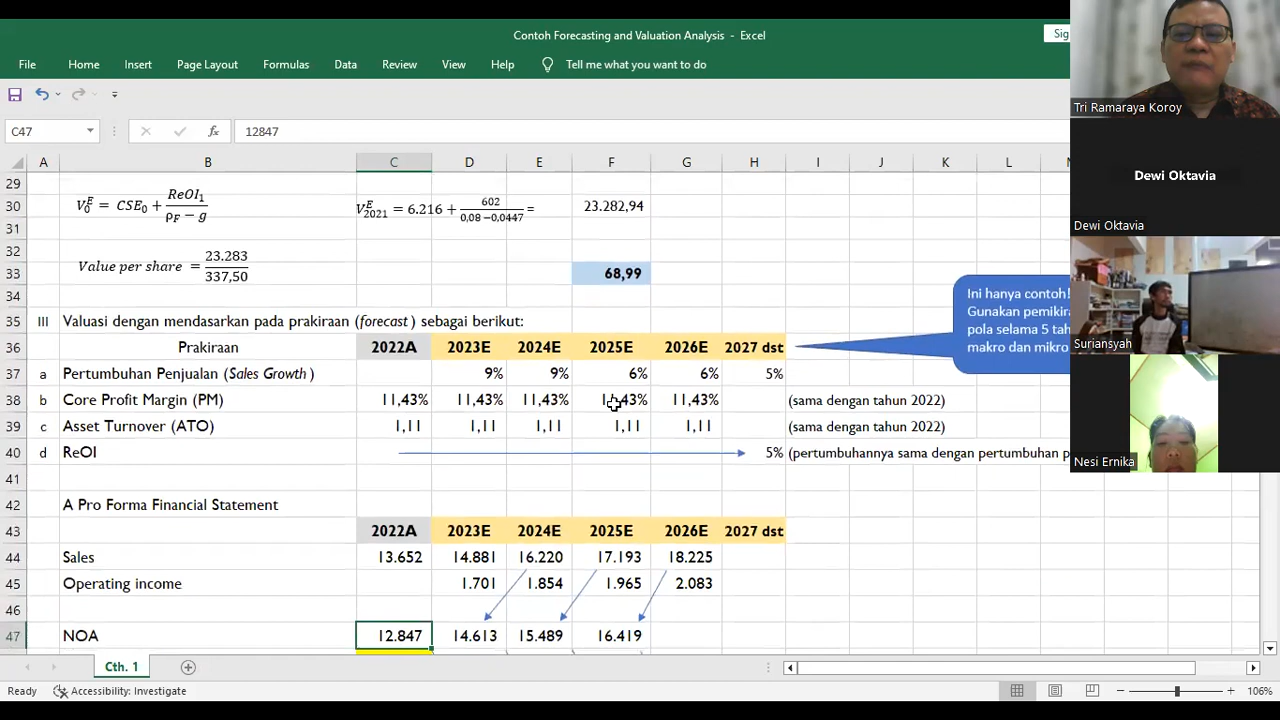 Contoh Forecasting and Valuation Analysis - Excel
Sig
File Home Insert Page Layout Formulas Data Review View Help Tell me what you want to do
C47 fx 12847
A B C D E F G H I J K L
29
30 V₀ᴱ = CSE₀ + ReOI₁ / (ρF − g) V₂₀₂₁ᴱ = 6.216 + 602 / (0,08 −0,0447) = 23.282,94
31
32
33 Value per share = 23.283 / 337,50 68,99
34
35 III Valuasi dengan mendasarkan pada prakiraan (forecast ) sebagai berikut:
36 Prakiraan 2022A 2023E 2024E 2025E 2026E 2027 dst
37 a Pertumbuhan Penjualan (Sales Growth ) 9% 9% 6% 6% 5%
38 b Core Profit Margin (PM) 11,43% 11,43% 11,43% 11,43% 11,43% (sama dengan tahun 2022)
39 c Asset Turnover (ATO) 1,11 1,11 1,11 1,11 1,11 (sama dengan tahun 2022)
40 d ReOI 5% (pertumbuhannya sama dengan pertumbuhan p
41
42 A Pro Forma Financial Statement
43 2022A 2023E 2024E 2025E 2026E 2027 dst
44 Sales 13.652 14.881 16.220 17.193 18.225
45 Operating income 1.701 1.854 1.965 2.083
46
47 NOA 12.847 14.613 15.489 16.419
Ini hanya contoh!
Gunakan pemikira
pola selama 5 tah
makro dan mikro
Cth. 1
Ready Accessibility: Investigate 106%
Tri Ramaraya Koroy
Dewi Oktavia
Dewi Oktavia
Suriansyah
Nesi Ernika